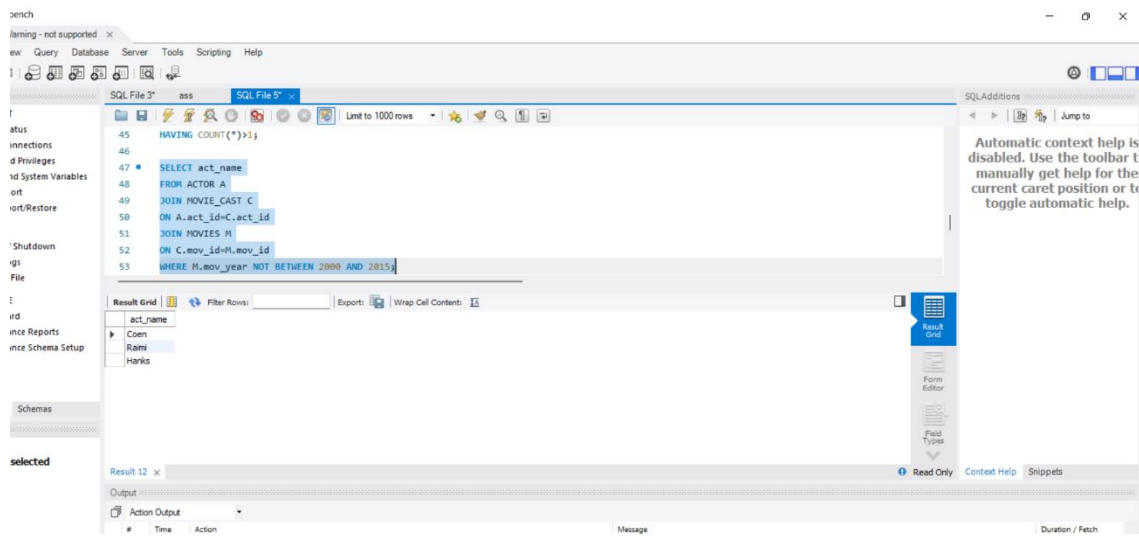 bench
Warning - not supported ×
ew Query Database Server Tools Scripting Help
SQL File 3* ass SQL File 5* ×
SQLAdditions
Limit to 1000 rows
Jump to
45 HAVING COUNT(*)>1;
46
47 SELECT act_name
48 FROM ACTOR A
49 JOIN MOVIE_CAST C
50 ON A.act_id=C.act_id
51 JOIN MOVIES M
52 ON C.mov_id=M.mov_id
53 WHERE M.mov_year NOT BETWEEN 2000 AND 2015;
atus
onnections
d Privileges
nd System Variables
ort
port/Restore
Shutdown
ogs
File
rd
ance Reports
ance Schema Setup
Schemas
selected
Automatic context help is
disabled. Use the toolbar t
manually get help for the
current caret position or to
toggle automatic help.
Result Grid Filter Rows: Export: Wrap Cell Content:
act_name
Coen
Raimi
Hanks
Result
Grid
Form
Editor
Field
Types
Result 12 ×
Read Only
Context Help Snippets
Output
Action Output
# Time Action Message Duration / Fetch